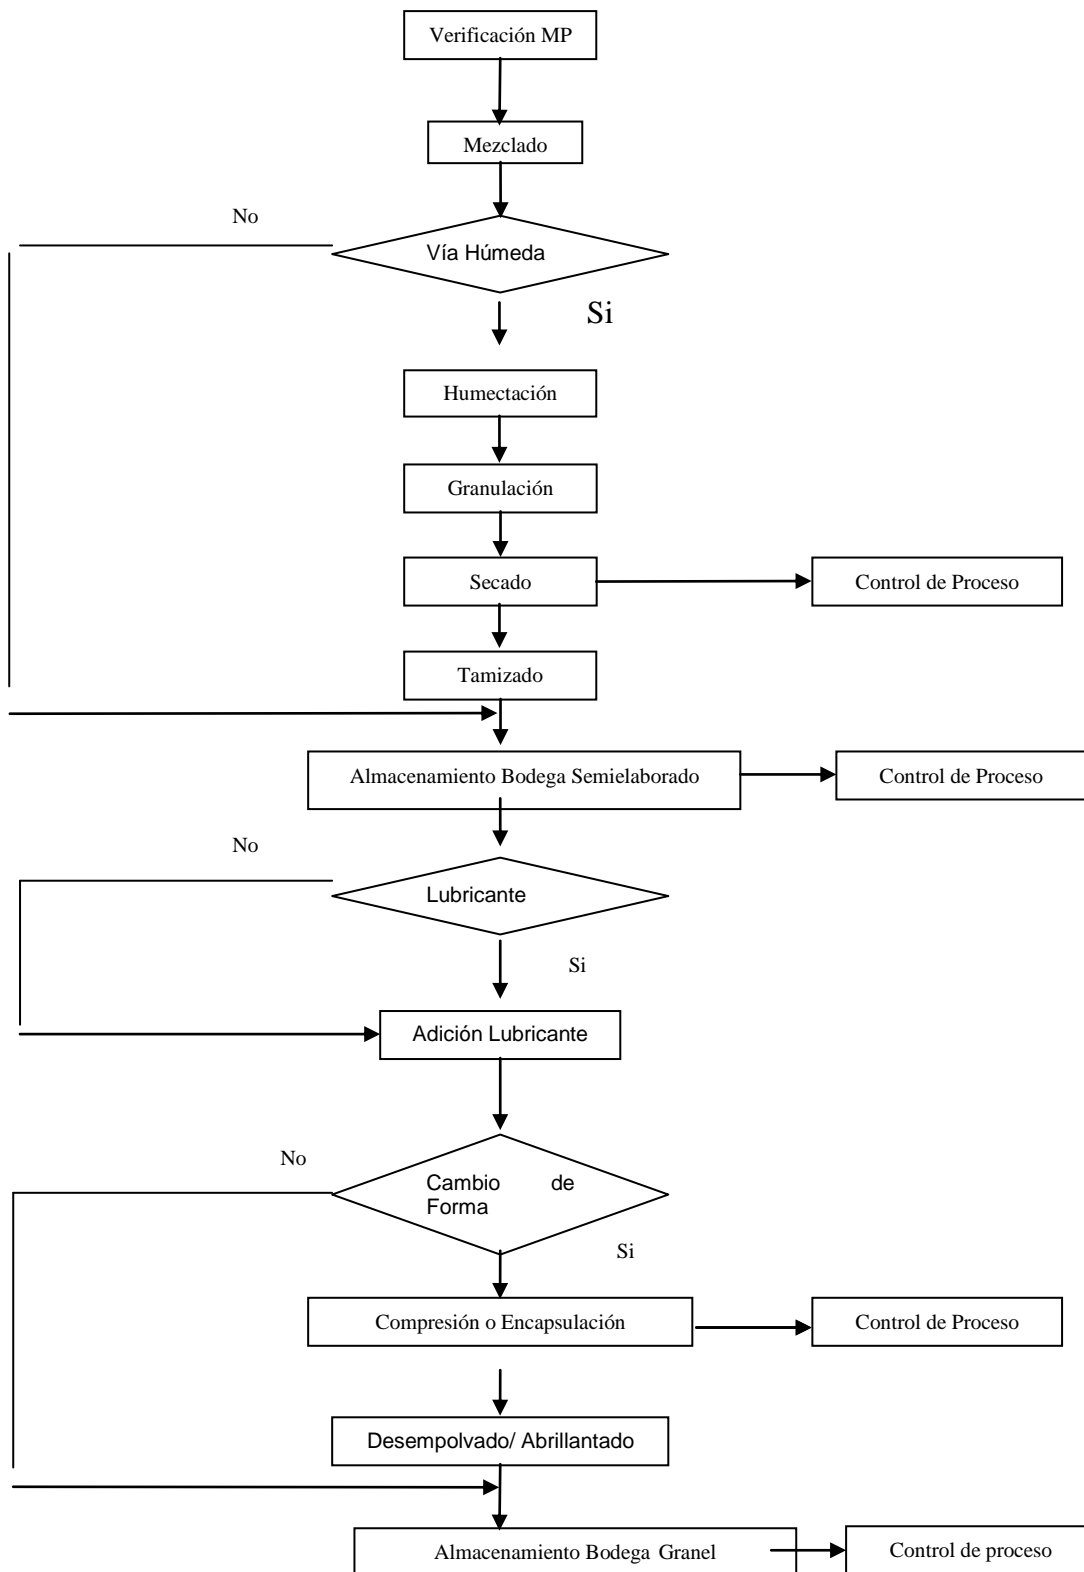 Verificación MP
Mezclado
No
Vía Húmeda
Si
Humectación
Granulación
Secado
Control de Proceso
Tamizado
Almacenamiento Bodega Semielaborado
Control de Proceso
No
Lubricante
Si
Adición Lubricante
No
Cambio de
Forma
Si
Compresión o Encapsulación
Control de Proceso
Desempolvado/ Abrillantado
Almacenamiento Bodega Granel
Control de proceso